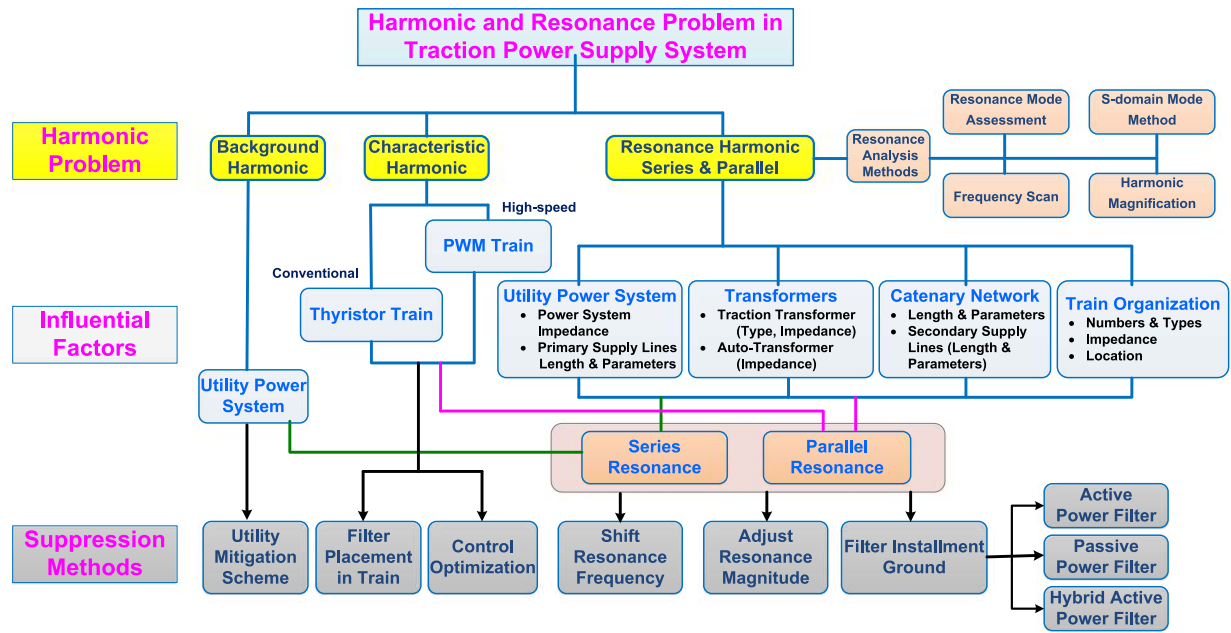 Harmonic and Resonance Problem in
Traction Power Supply System
Harmonic
Problem
Background
Harmonic
Characteristic
Harmonic
Resonance Harmonic
Series & Parallel
Resonance
Analysis
Methods
Resonance Mode
Assessment
S-domain Mode
Method
Frequency Scan
Harmonic
Magnification
High-speed
PWM Train
Conventional
Thyristor Train
Influential
Factors
Utility Power System
• Power System
Impedance
• Primary Supply Lines
Length & Parameters
Transformers
• Traction Transformer
(Type, Impedance)
• Auto-Transformer
(Impedance)
Catenary Network
• Length & Parameters
• Secondary Supply
Lines (Length &
Parameters)
Train Organization
• Numbers & Types
• Impedance
• Location
Utility Power
System
Series
Resonance
Parallel
Resonance
Suppression
Methods
Utility
Mitigation
Scheme
Filter
Placement
in Train
Control
Optimization
Shift
Resonance
Frequency
Adjust
Resonance
Magnitude
Filter Installment
Ground
Active
Power Filter
Passive
Power Filter
Hybrid Active
Power Filter